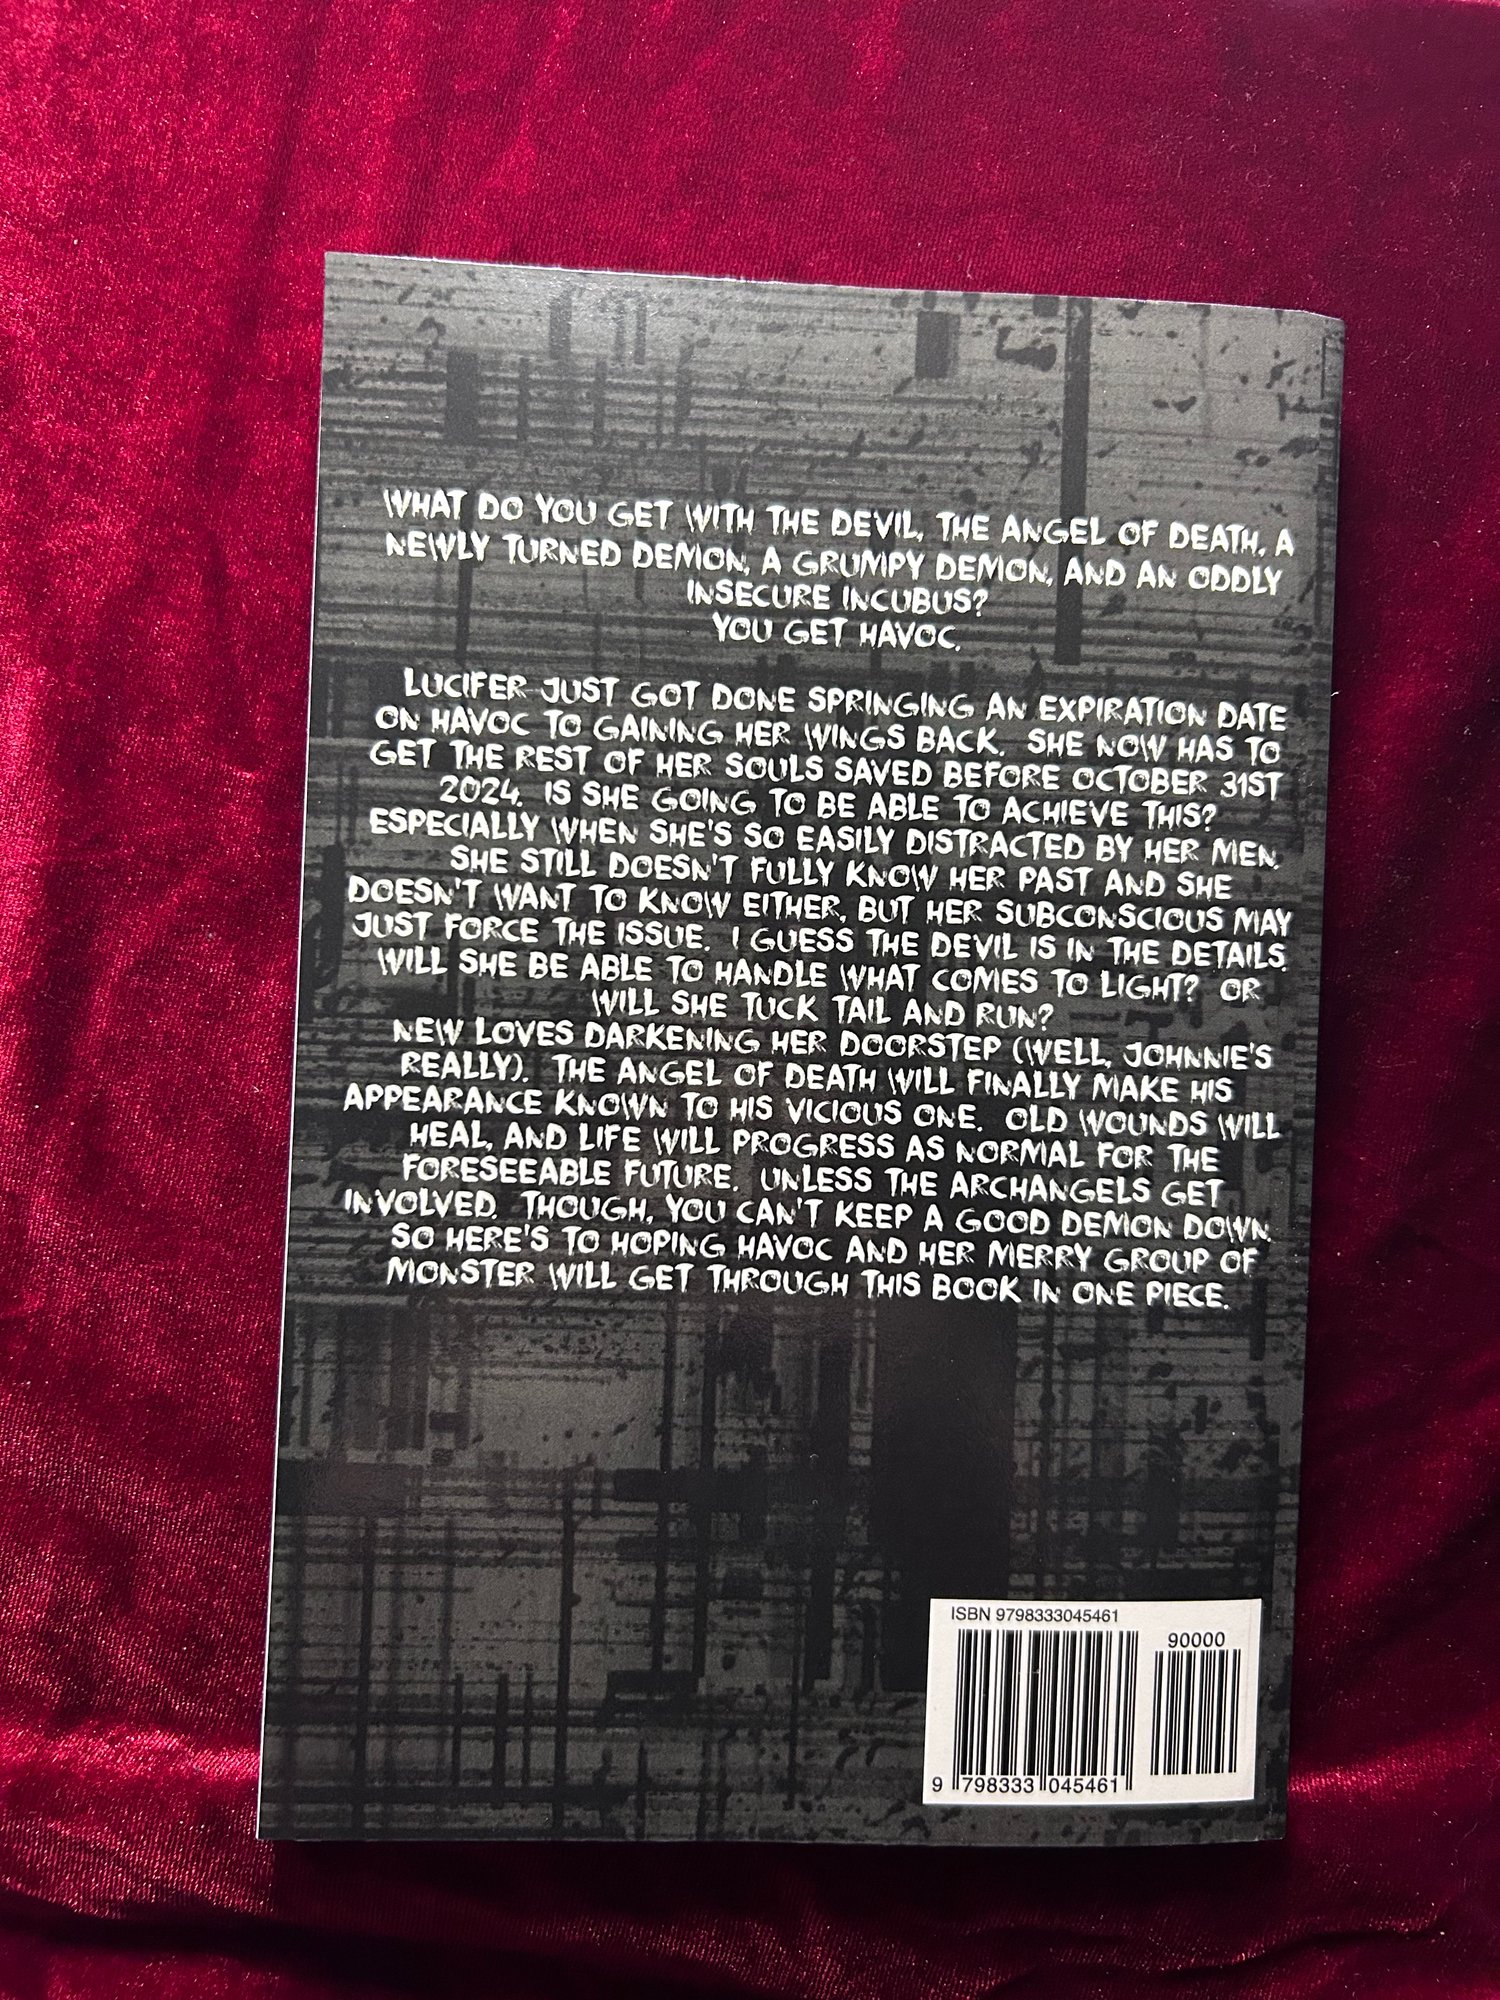 WHAT DO YOU GET WITH THE DEVIL, THE ANGEL OF DEATH, A
NEWLY TURNED DEMON, A GRUMPY DEMON, AND AN ODDLY
INSECURE INCUBUS?
YOU GET HAVOC.
LUCIFER JUST GOT DONE SPRINGING AN EXPIRATION DATE
ON HAVOC TO GAINING HER WINGS BACK. SHE NOW HAS TO
GET THE REST OF HER SOULS SAVED BEFORE OCTOBER 31ST
2024. IS SHE GOING TO BE ABLE TO ACHIEVE THIS?
ESPECIALLY WHEN SHE'S SO EASILY DISTRACTED BY HER MEN.
SHE STILL DOESN'T FULLY KNOW HER PAST AND SHE
DOESN'T WANT TO KNOW EITHER, BUT HER SUBCONSCIOUS MAY
JUST FORCE THE ISSUE. I GUESS THE DEVIL IS IN THE DETAILS.
WILL SHE BE ABLE TO HANDLE WHAT COMES TO LIGHT? OR
WILL SHE TUCK TAIL AND RUN?
NEW LOVES DARKENING HER DOORSTEP (WELL, JOHNNIE'S
REALLY). THE ANGEL OF DEATH WILL FINALLY MAKE HIS
APPEARANCE KNOWN TO HIS VICIOUS ONE. OLD WOUNDS WILL
HEAL, AND LIFE WILL PROGRESS AS NORMAL FOR THE
FORESEEABLE FUTURE. UNLESS THE ARCHANGELS GET
INVOLVED. THOUGH, YOU CAN'T KEEP A GOOD DEMON DOWN.
SO HERE'S TO HOPING HAVOC AND HER MERRY GROUP OF
MONSTER WILL GET THROUGH THIS BOOK IN ONE PIECE.
ISBN 9798333045461
90000
9 798333 045461